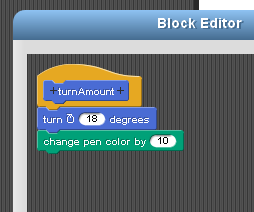 Block Editor
+turnAmount+
turn ↻ 18 degrees
change pen color by 10